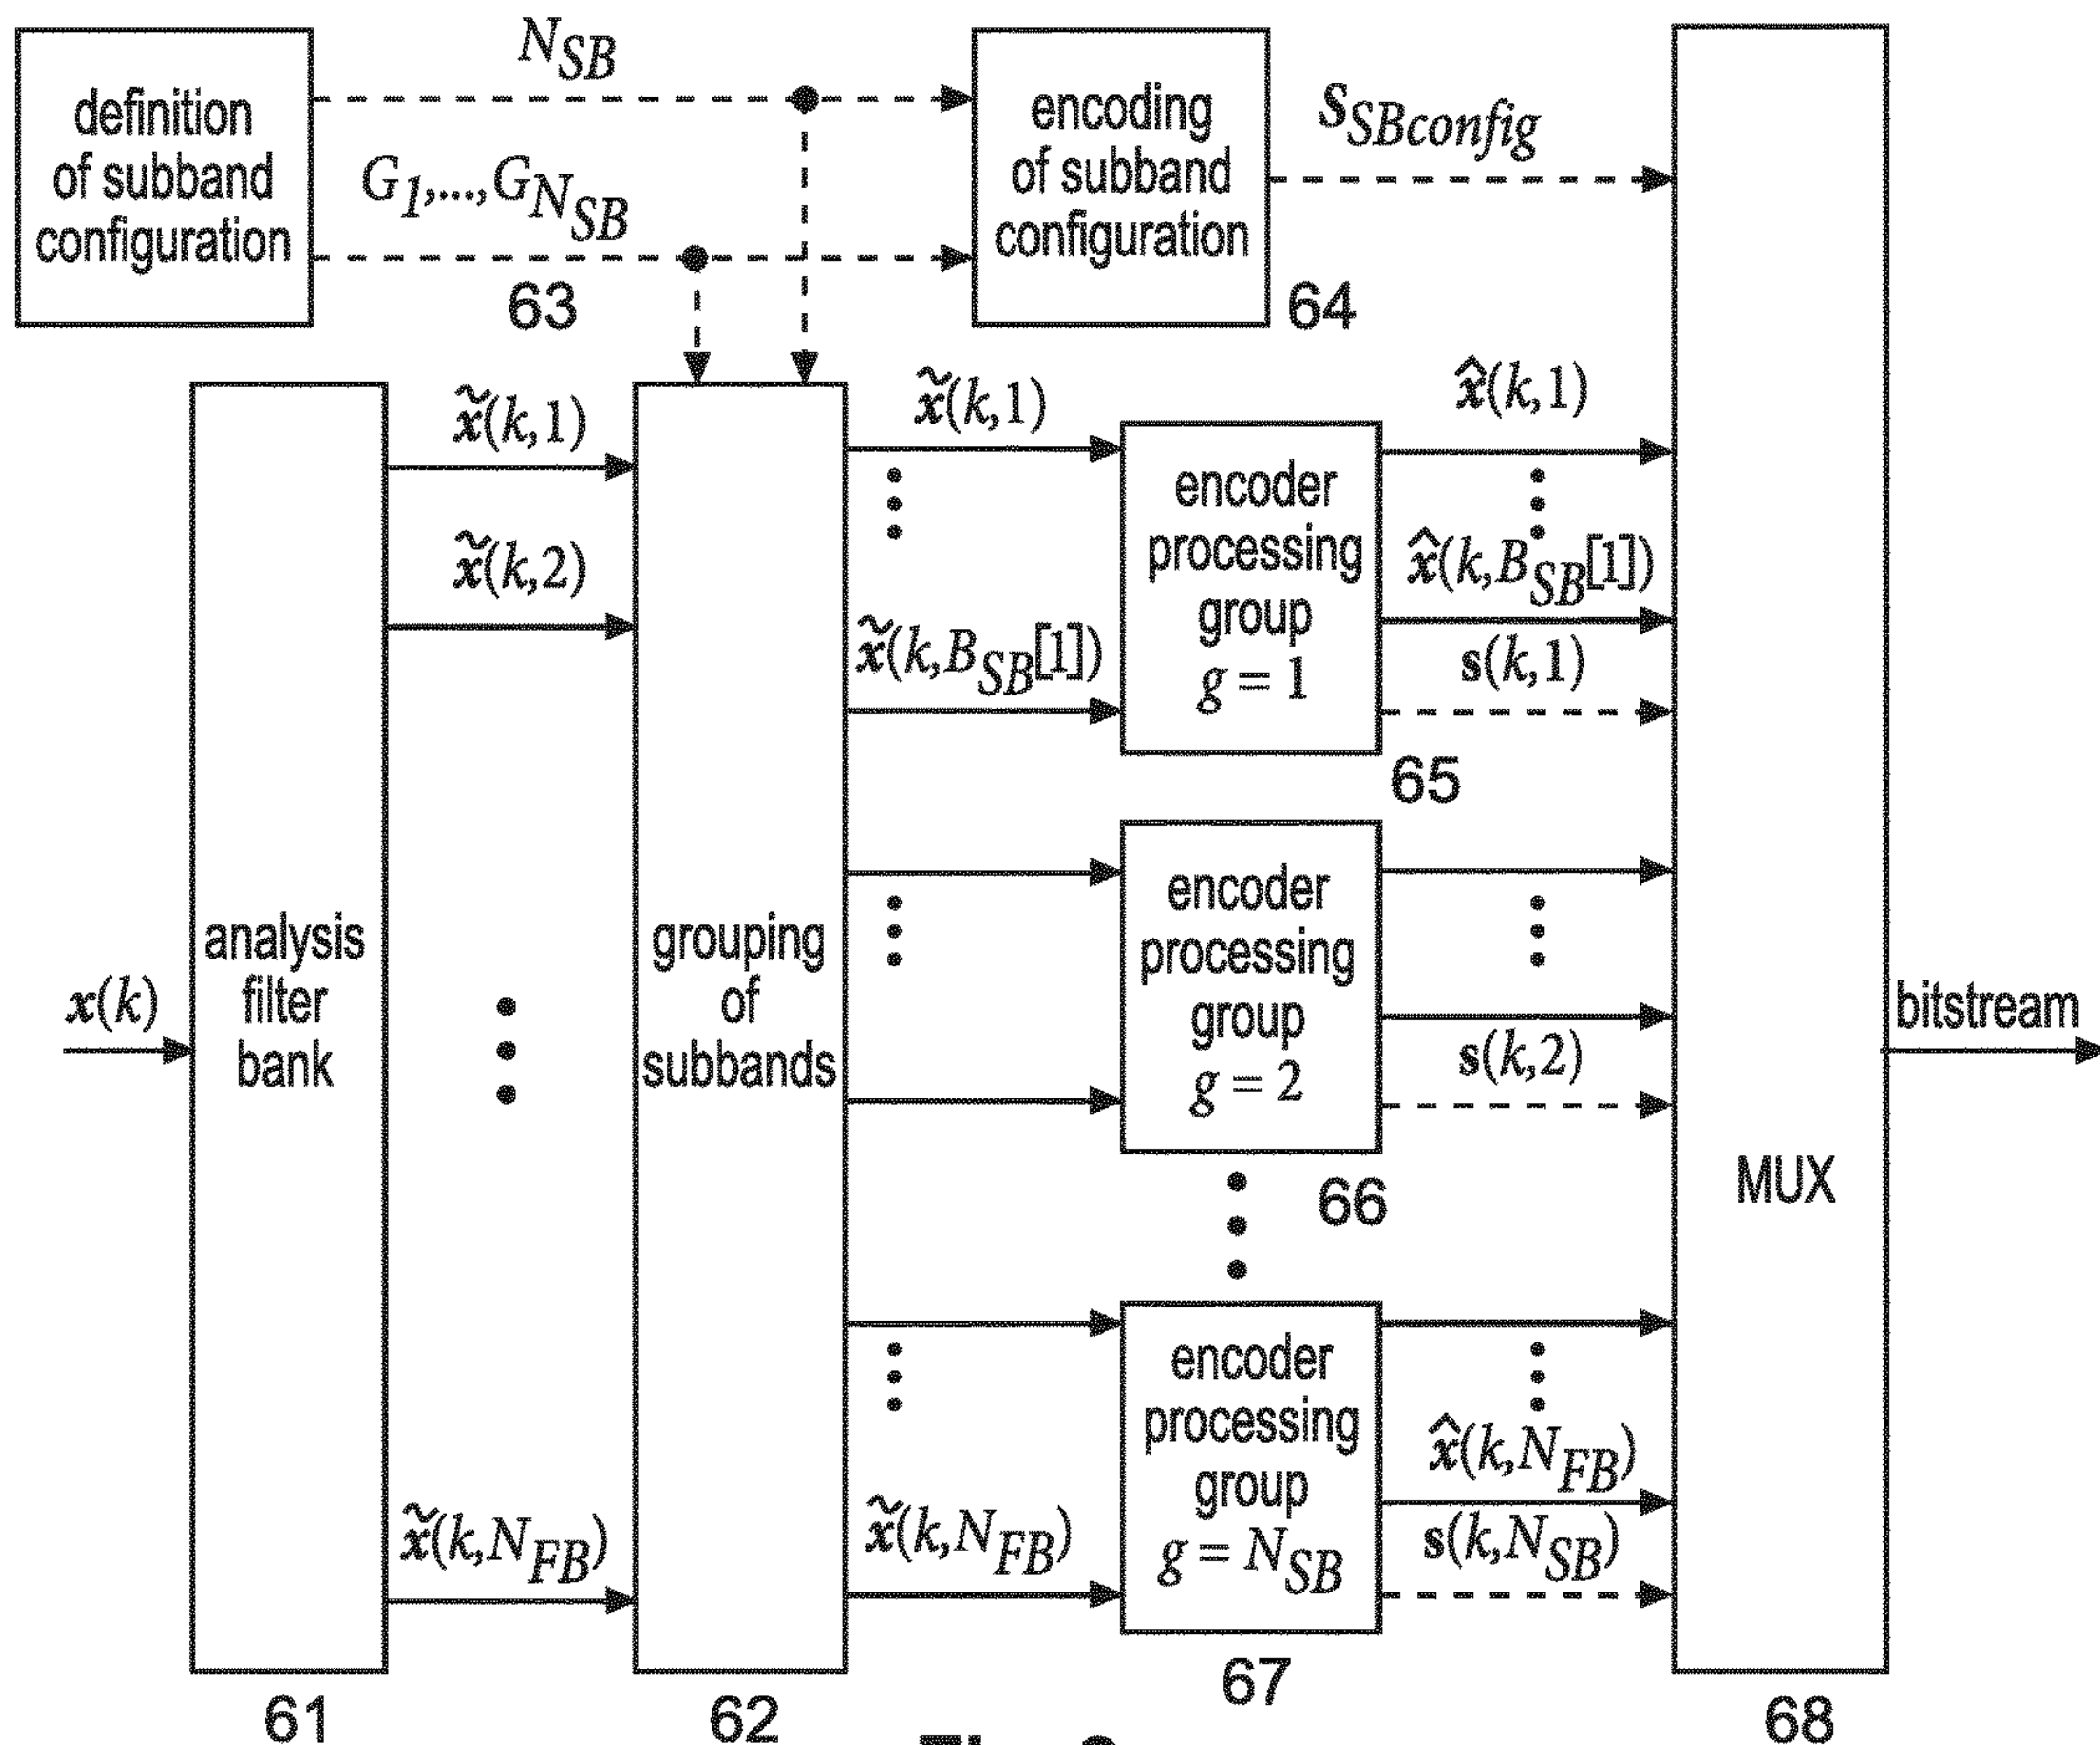 definition
of subband
configuration
N_SB
G_1,...,G_N_SB
63
encoding
of subband
configuration
64
s_SBconfig
x(k)
analysis
filter
bank
61
x̃(k,1)
x̃(k,2)
x̃(k,N_FB)
grouping
of
subbands
62
x̃(k,1)
x̃(k,B_SB[1])
x̃(k,N_FB)
encoder
processing
group
g = 1
65
x̂(k,1)
x̂(k,B_SB[1])
s(k,1)
encoder
processing
group
g = 2
66
s(k,2)
encoder
processing
group
g = N_SB
67
x̂(k,N_FB)
s(k,N_SB)
MUX
68
bitstream